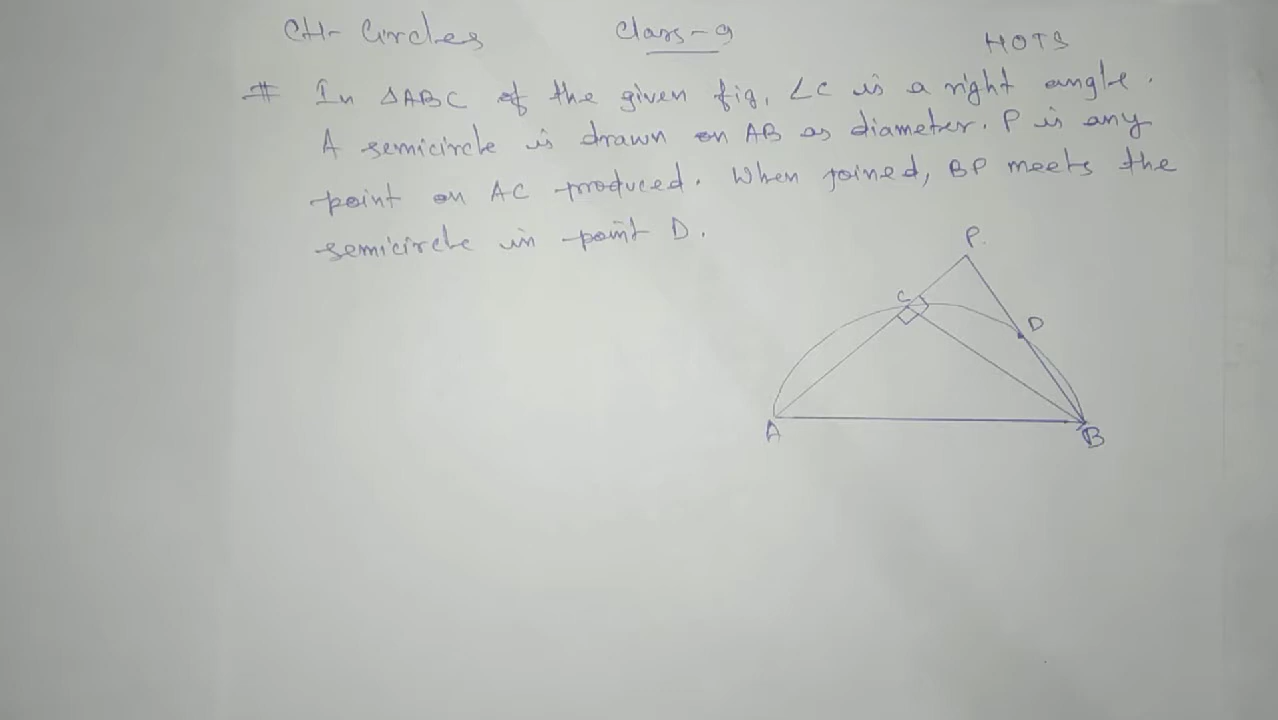 CH- Circles Class-9 HOTS
# In △ABC of the given fig, ∠C is a right angle.
A semicircle is drawn on AB as diameter. P is any
point on AC produced. When joined, BP meets the
semicircle in point D.
P.
C
D
A
B